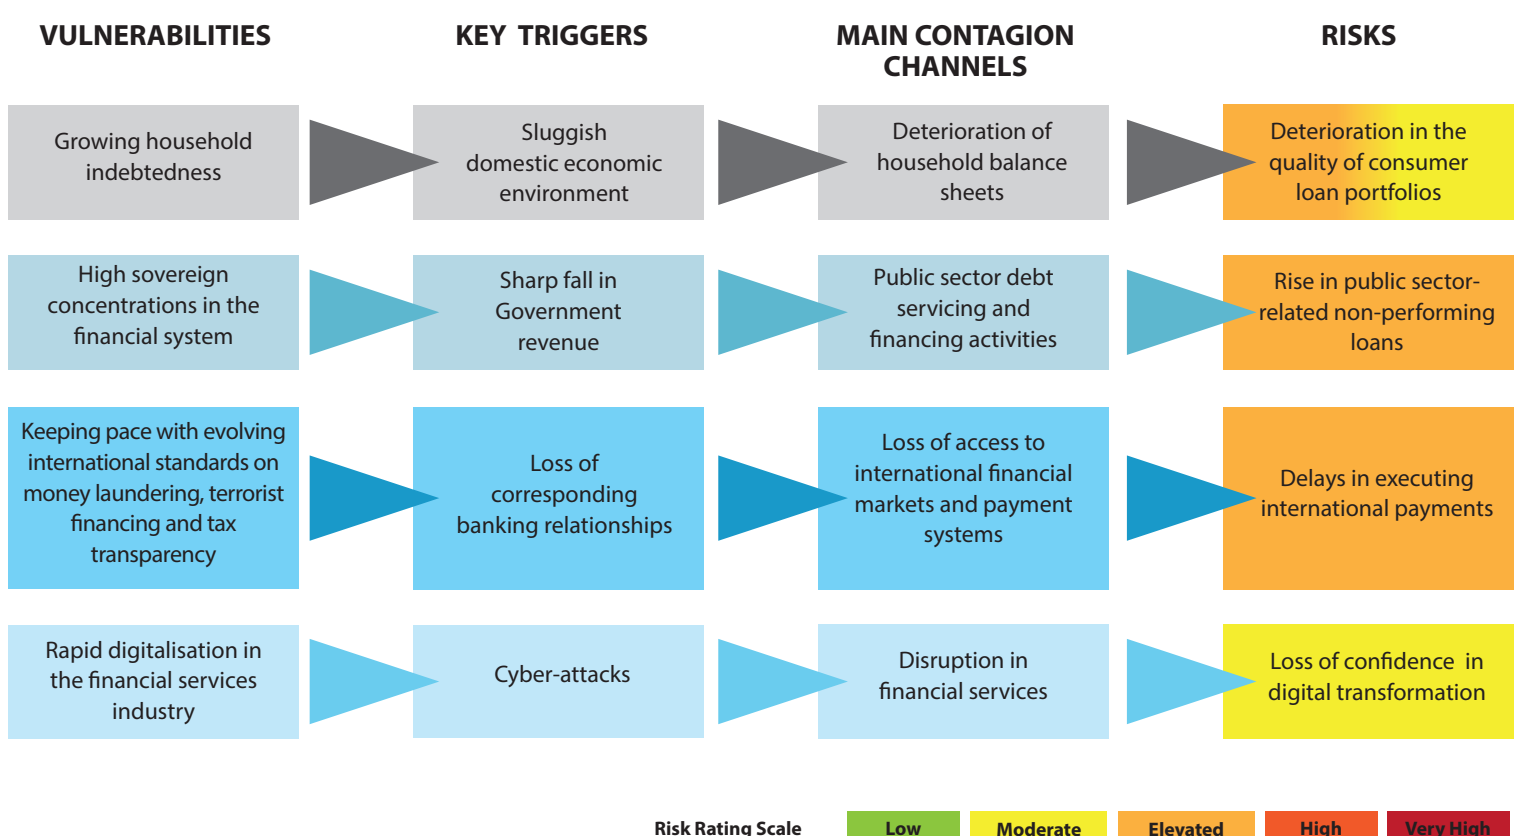 VULNERABILITIES
KEY TRIGGERS
MAIN CONTAGION
CHANNELS
RISKS
Growing household
indebtedness
Sluggish
domestic economic
environment
Deterioration of
household balance
sheets
Deterioration in the
quality of consumer
loan portfolios
High sovereign
concentrations in the
financial system
Sharp fall in
Government
revenue
Public sector debt
servicing and
financing activities
Rise in public sector-
related non-performing
loans
Keeping pace with evolving
international standards on
money laundering, terrorist
financing and tax
transparency
Loss of
corresponding
banking relationships
Loss of access to
international financial
markets and payment
systems
Delays in executing
international payments
Rapid digitalisation in
the financial services
industry
Cyber-attacks
Disruption in
financial services
Loss of confidence in
digital transformation
Risk Rating Scale
Low
Moderate
Elevated
High
Very High